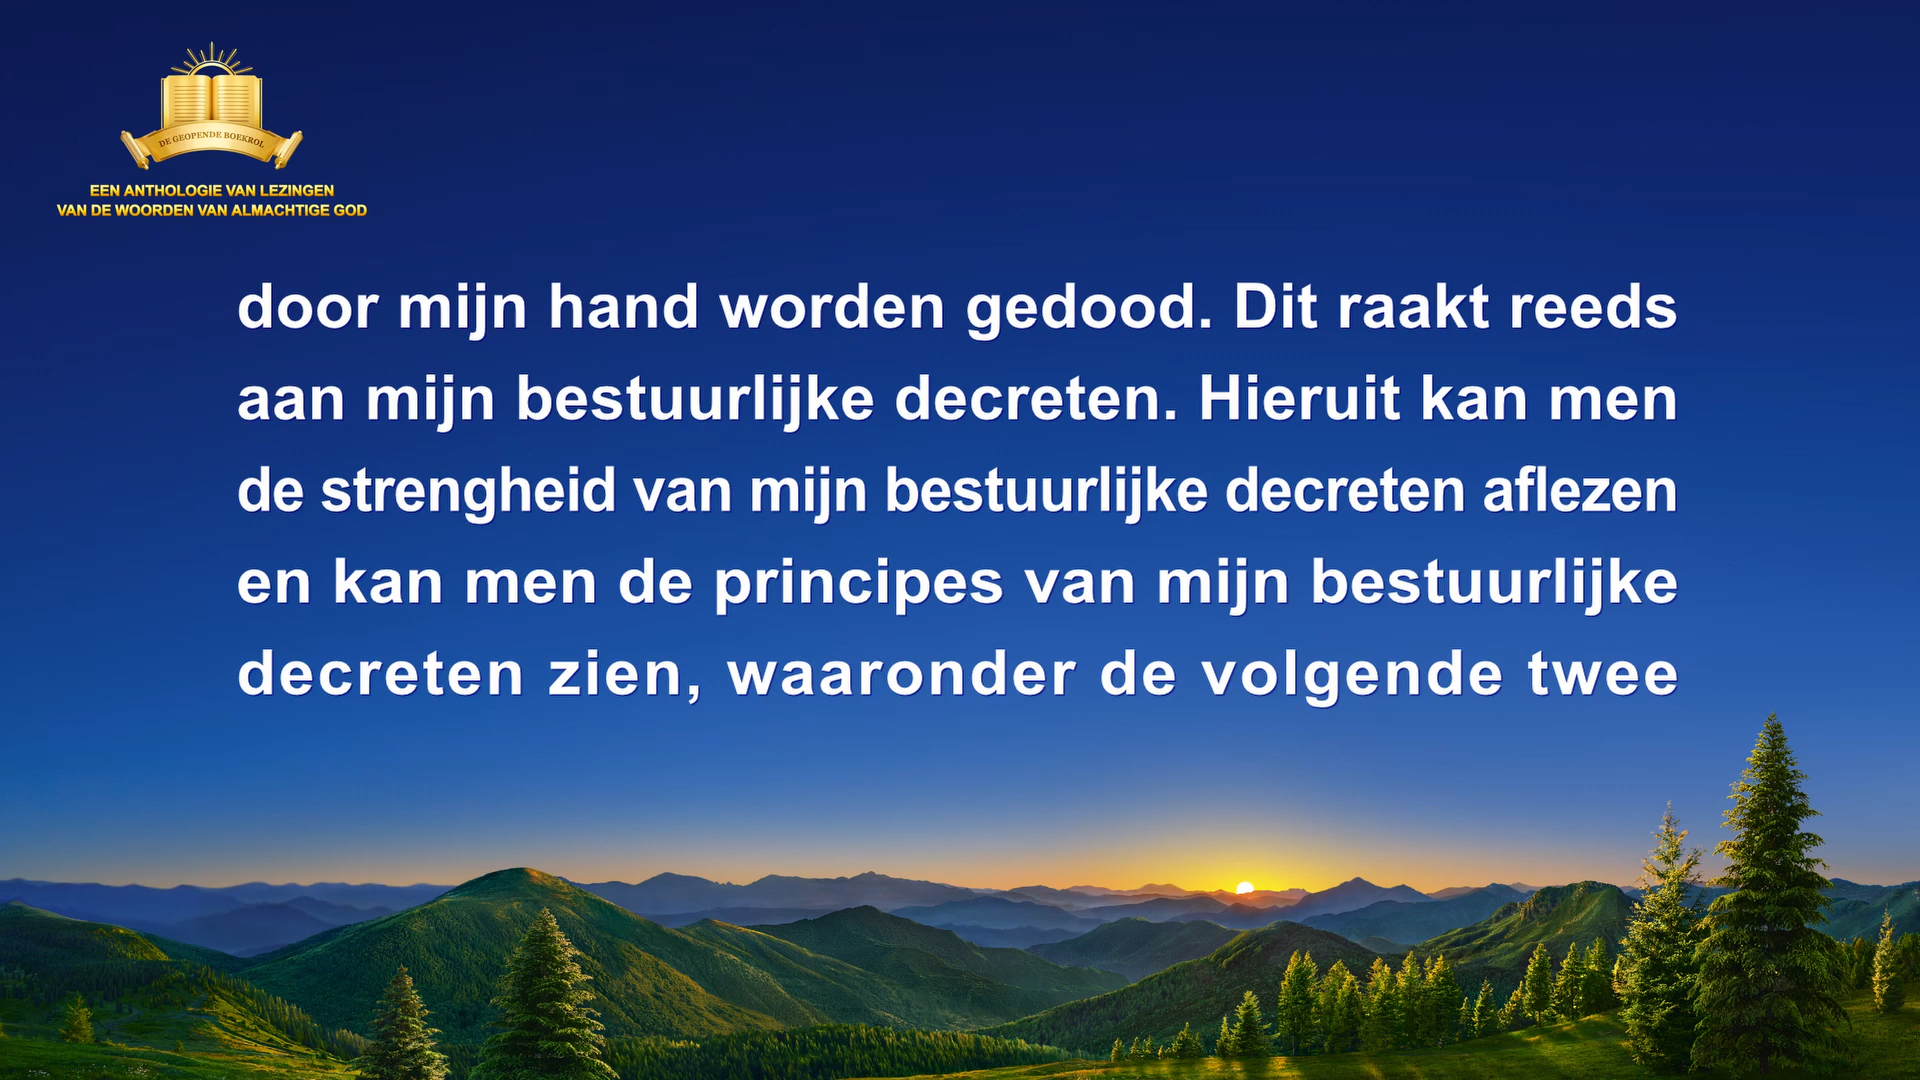 DE GEOPENDE BOEKROL
EEN ANTHOLOGIE VAN LEZINGEN
VAN DE WOORDEN VAN ALMACHTIGE GOD
door mijn hand worden gedood. Dit raakt reeds
aan mijn bestuurlijke decreten. Hieruit kan men
de strengheid van mijn bestuurlijke decreten aflezen
en kan men de principes van mijn bestuurlijke
decreten zien, waaronder de volgende twee